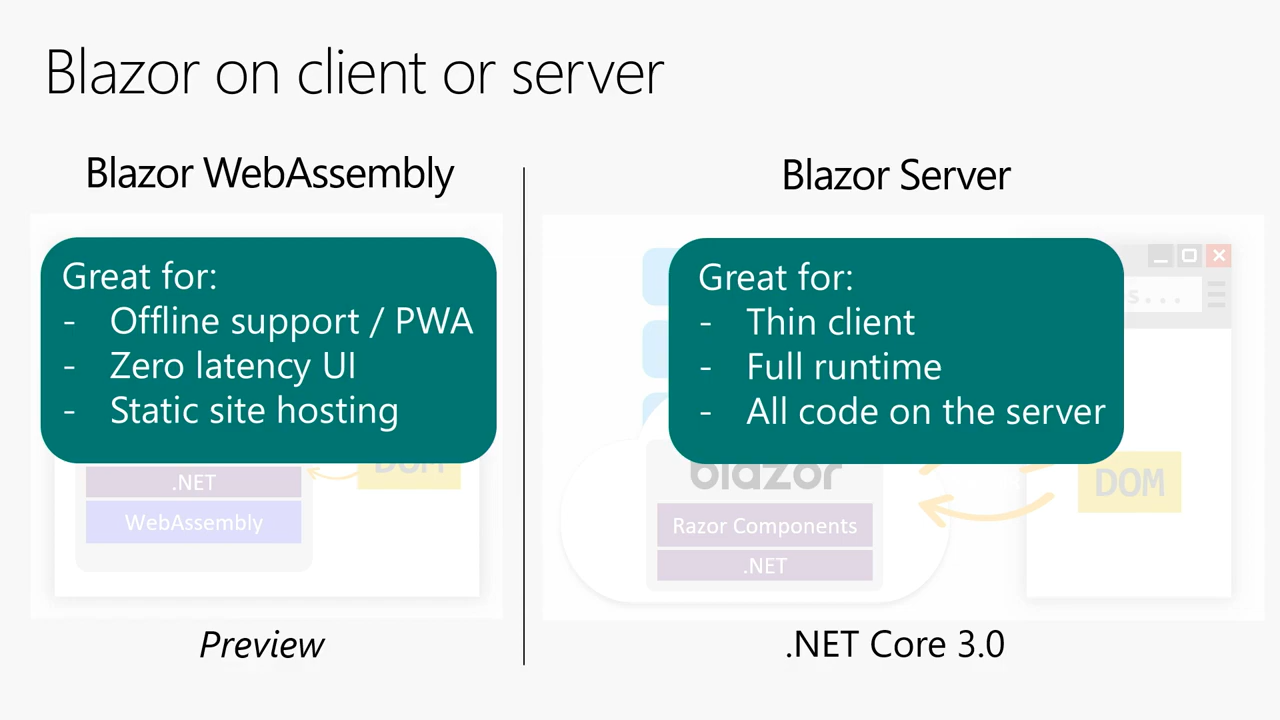 Blazor on client or server
Blazor WebAssembly
Great for:
- Offline support / PWA
- Zero latency UI
- Static site hosting
DOM
.NET
WebAssembly
Preview
Blazor Server
Great for:
- Thin client
- Full runtime
- All code on the server
s...
blazor
DOM
Razor Components
.NET
.NET Core 3.0